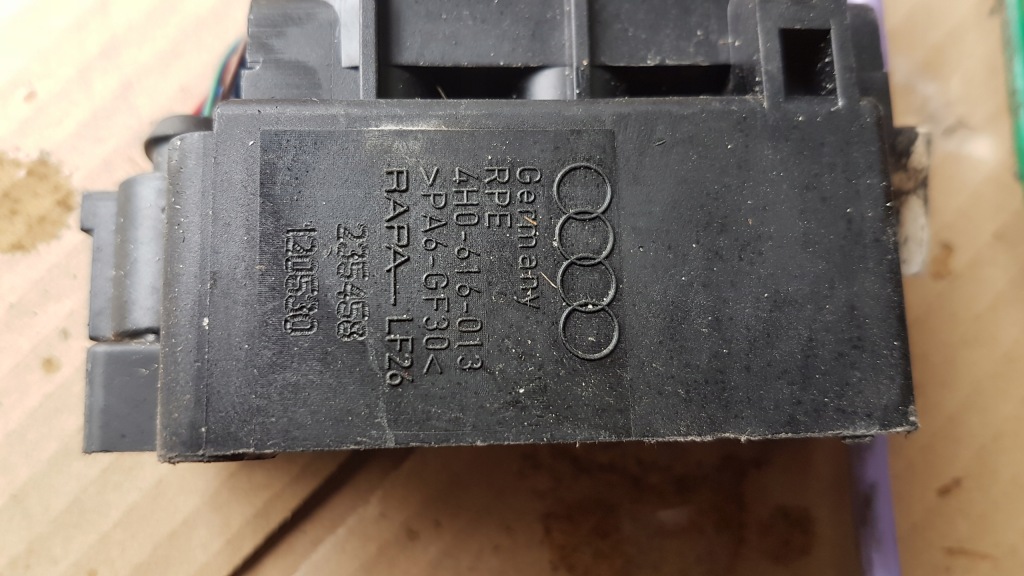 Germany
RPE
4H0-616-013
>PA6-GF30<
RAPA-LF26
235458
120530